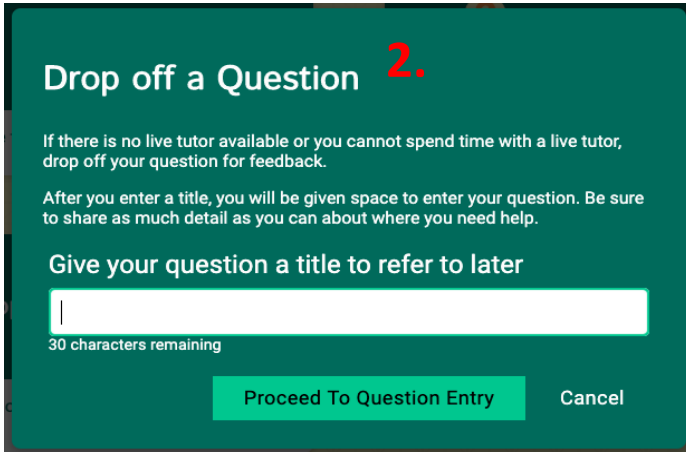 Drop off a Question 2.
If there is no live tutor available or you cannot spend time with a live tutor,
drop off your question for feedback.
After you enter a title, you will be given space to enter your question. Be sure
to share as much detail as you can about where you need help.
Give your question a title to refer to later
30 characters remaining
Proceed To Question Entry Cancel